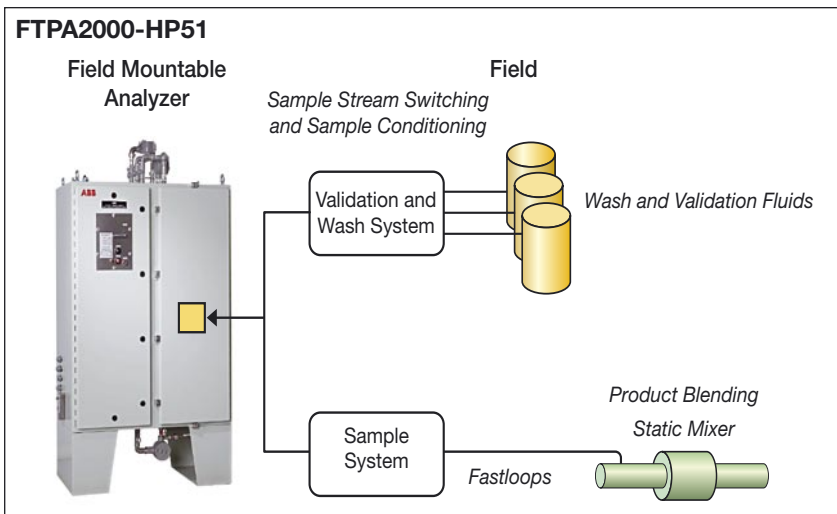 FTPA2000-HP51
Field Mountable
Analyzer
Field
Sample Stream Switching
and Sample Conditioning
ABB
Validation and
Wash System
Wash and Validation Fluids
Product Blending
Static Mixer
Sample
System
Fastloops